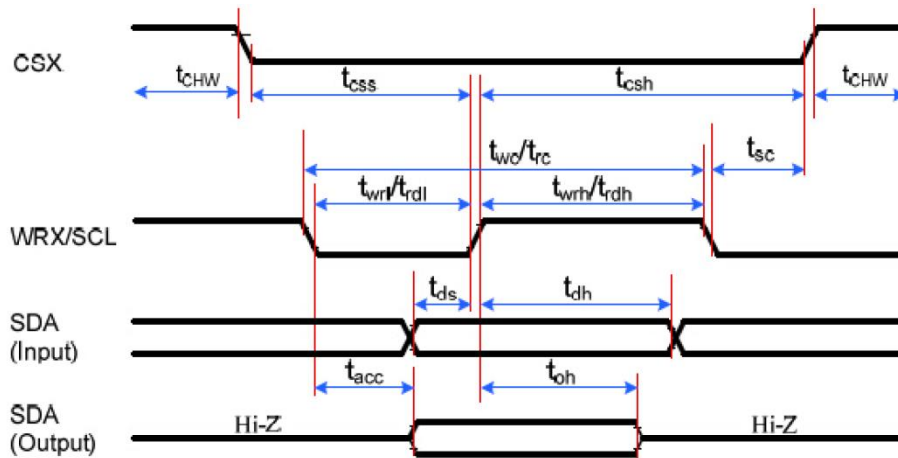 CSX
tCHW
tcss
tcsh
tCHW
twc/trc
tsc
twrl/trdl
twrh/trdh
WRX/SCL
tds
tdh
SDA
(Input)
tacc
toh
SDA
(Output)
Hi-Z
Hi-Z